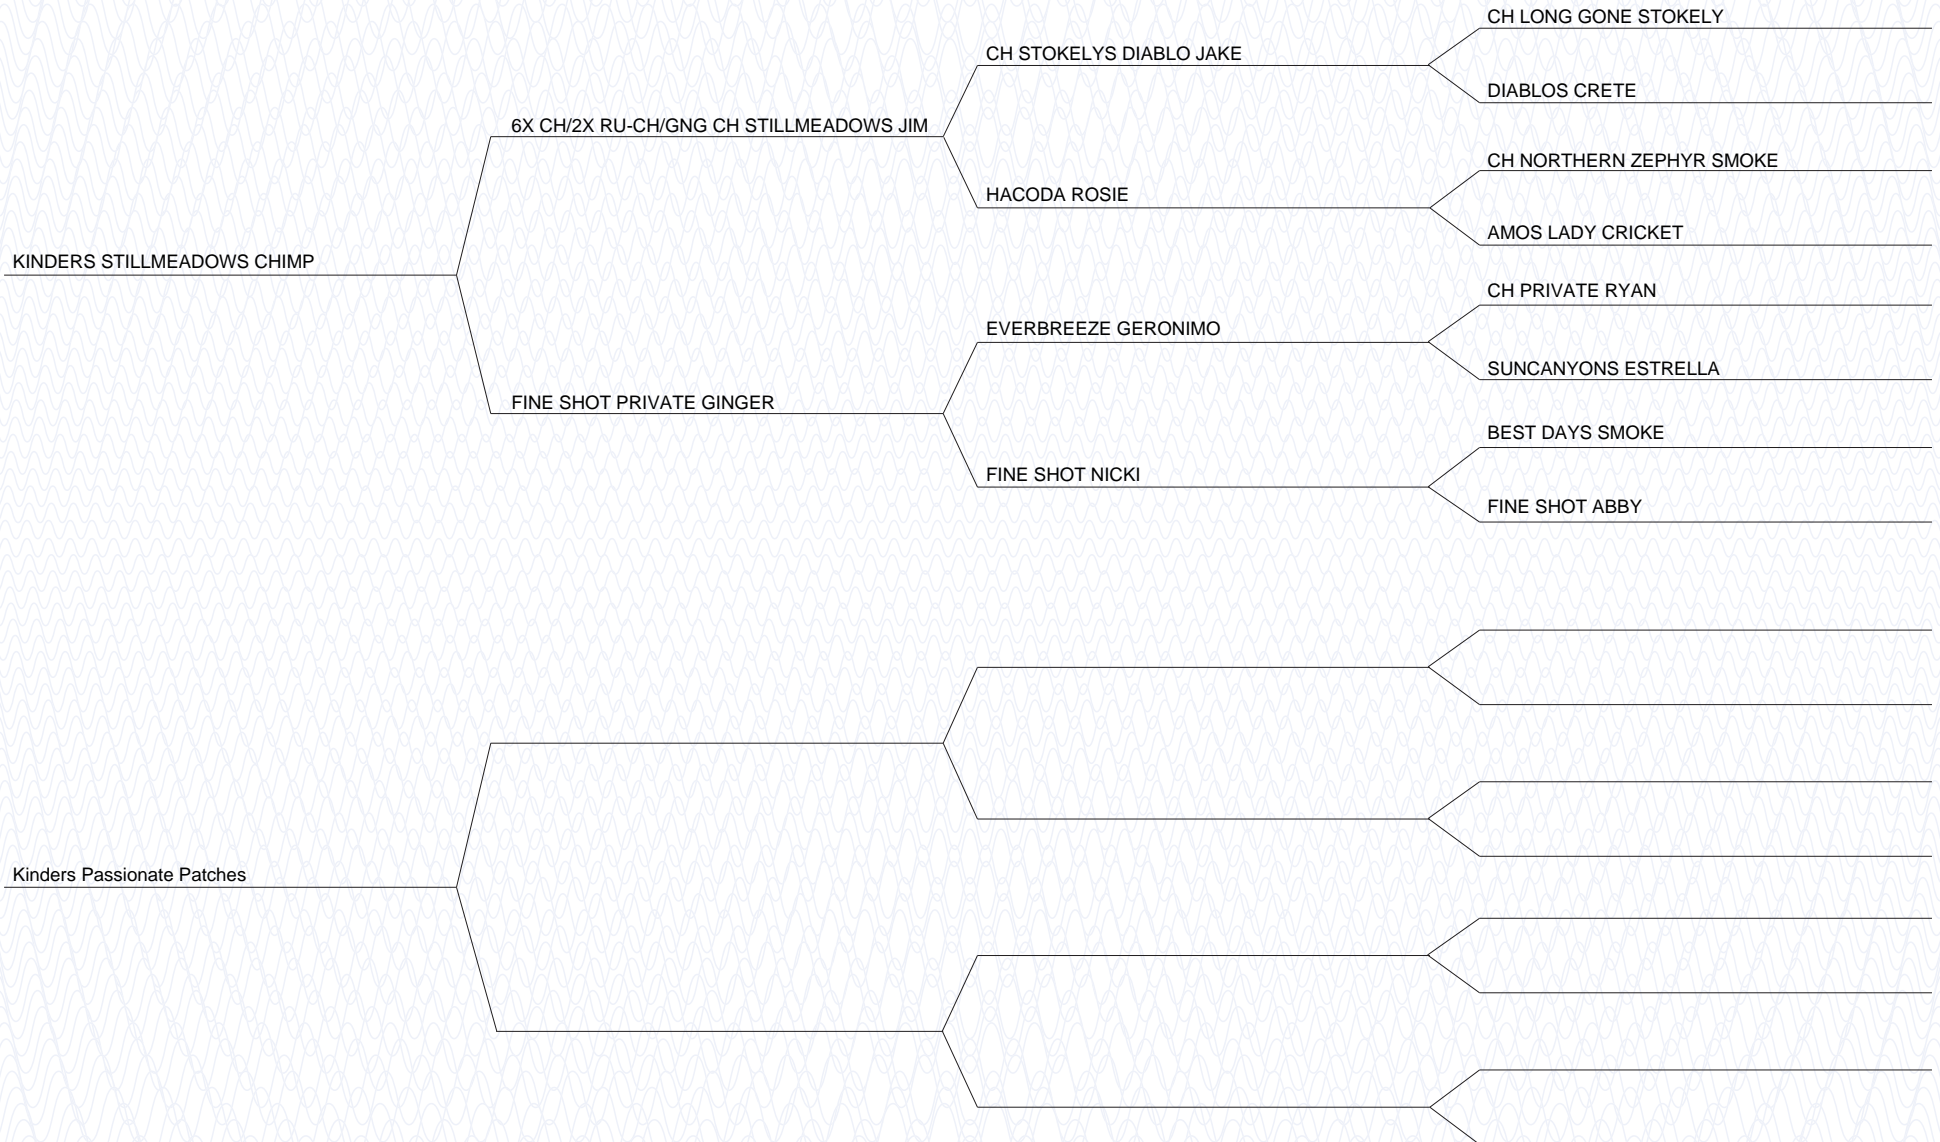 CH LONG GONE STOKELY
CH STOKELYS DIABLO JAKE
DIABLOS CRETE
6X CH/2X RU-CH/GNG CH STILLMEADOWS JIM
CH NORTHERN ZEPHYR SMOKE
HACODA ROSIE
AMOS LADY CRICKET
KINDERS STILLMEADOWS CHIMP
CH PRIVATE RYAN
EVERBREEZE GERONIMO
SUNCANYONS ESTRELLA
FINE SHOT PRIVATE GINGER
BEST DAYS SMOKE
FINE SHOT NICKI
FINE SHOT ABBY
Kinders Passionate Patches